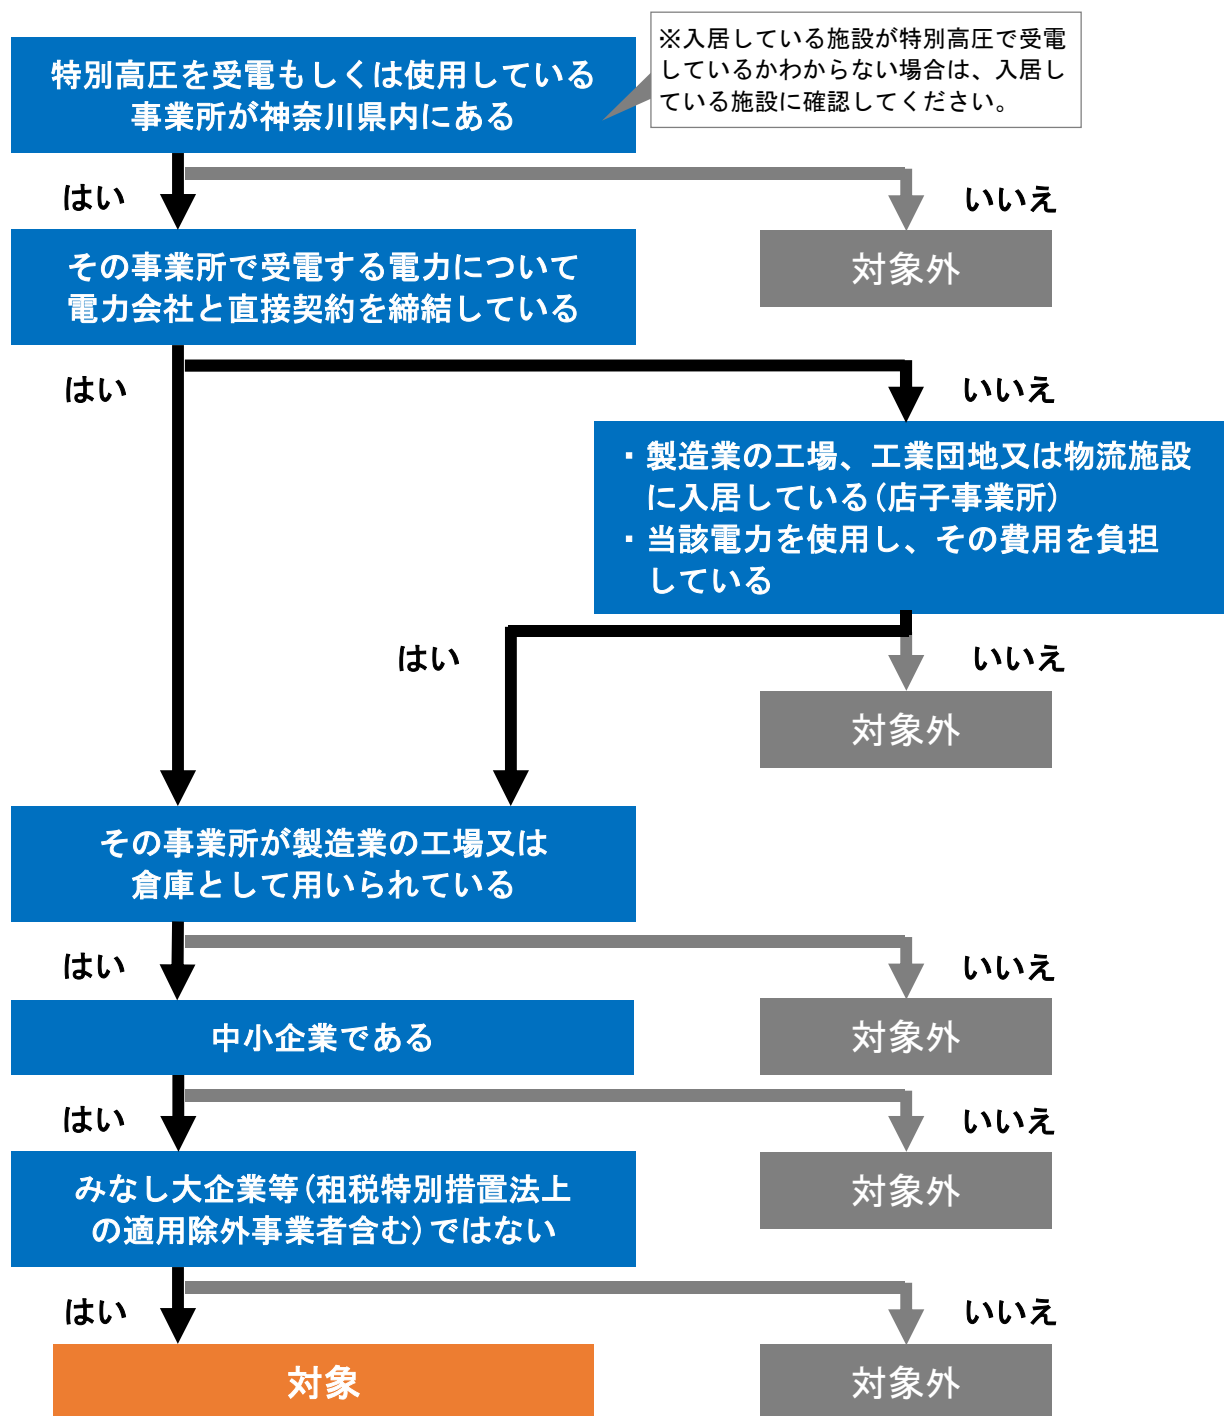 ※入居している施設が特別高圧で受電
しているかわからない場合は、入居し
ている施設に確認してください。
特別高圧を受電もしくは使用している
事業所が神奈川県内にある
はい
いいえ
対象外
その事業所で受電する電力について
電力会社と直接契約を締結している
はい
いいえ
・製造業の工場、工業団地又は物流施設
に入居している(店子事業所)
・当該電力を使用し、その費用を負担
している
はい
いいえ
対象外
その事業所が製造業の工場又は
倉庫として用いられている
はい
いいえ
対象外
中小企業である
はい
いいえ
対象外
みなし大企業等(租税特別措置法上
の適用除外事業者含む)ではない
はい
いいえ
対象
対象外